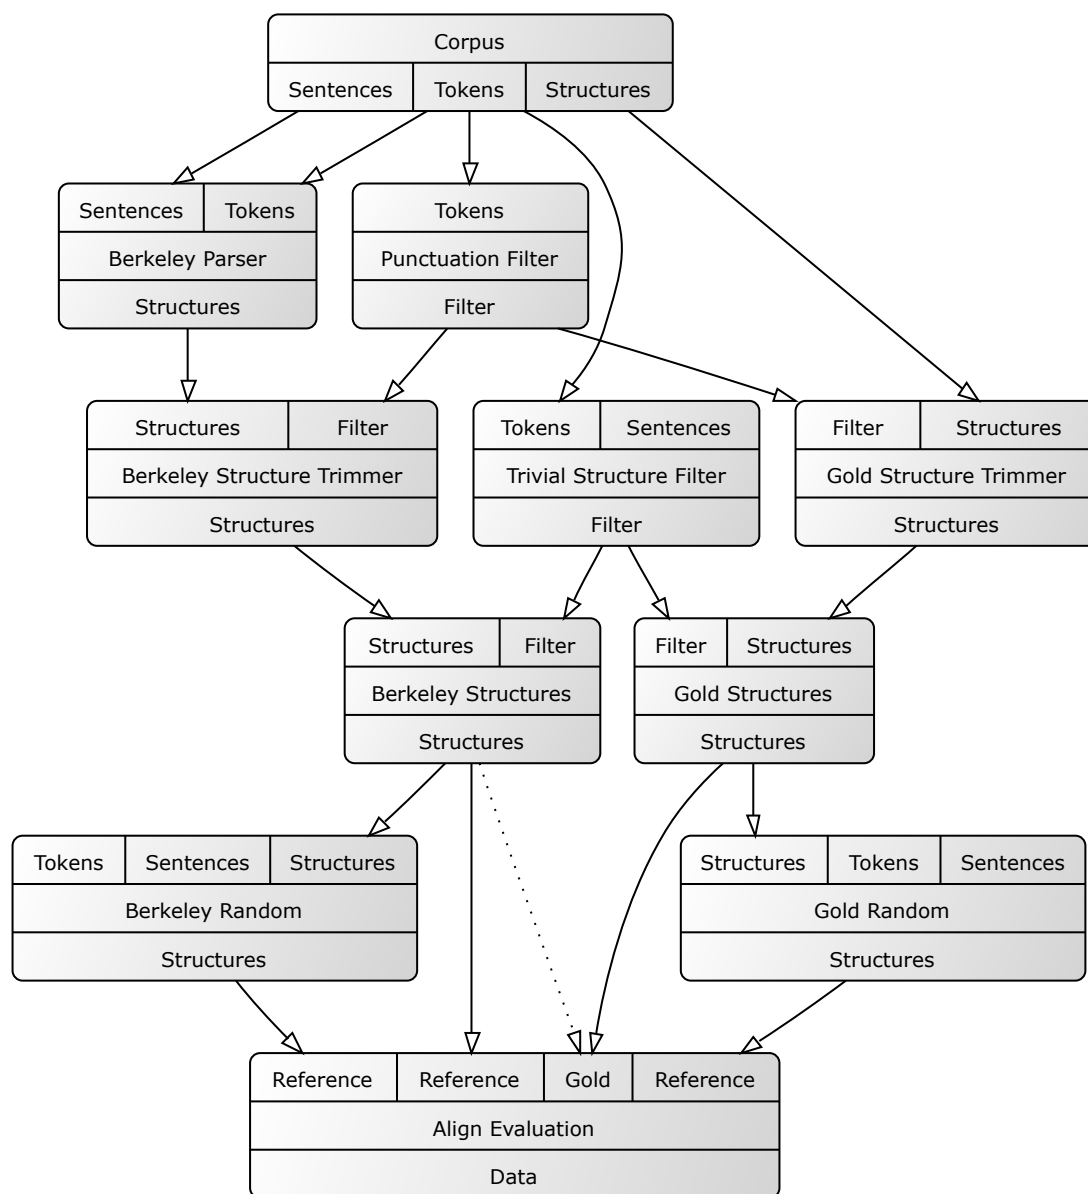 Corpus
Sentences Tokens Structures
Sentences Tokens
Berkeley Parser
Structures
Tokens
Punctuation Filter
Filter
Structures Filter
Berkeley Structure Trimmer
Structures
Tokens Sentences
Trivial Structure Filter
Filter
Filter Structures
Gold Structure Trimmer
Structures
Structures Filter
Berkeley Structures
Structures
Filter Structures
Gold Structures
Structures
Tokens Sentences Structures
Berkeley Random
Structures
Structures Tokens Sentences
Gold Random
Structures
Reference Reference Gold Reference
Align Evaluation
Data